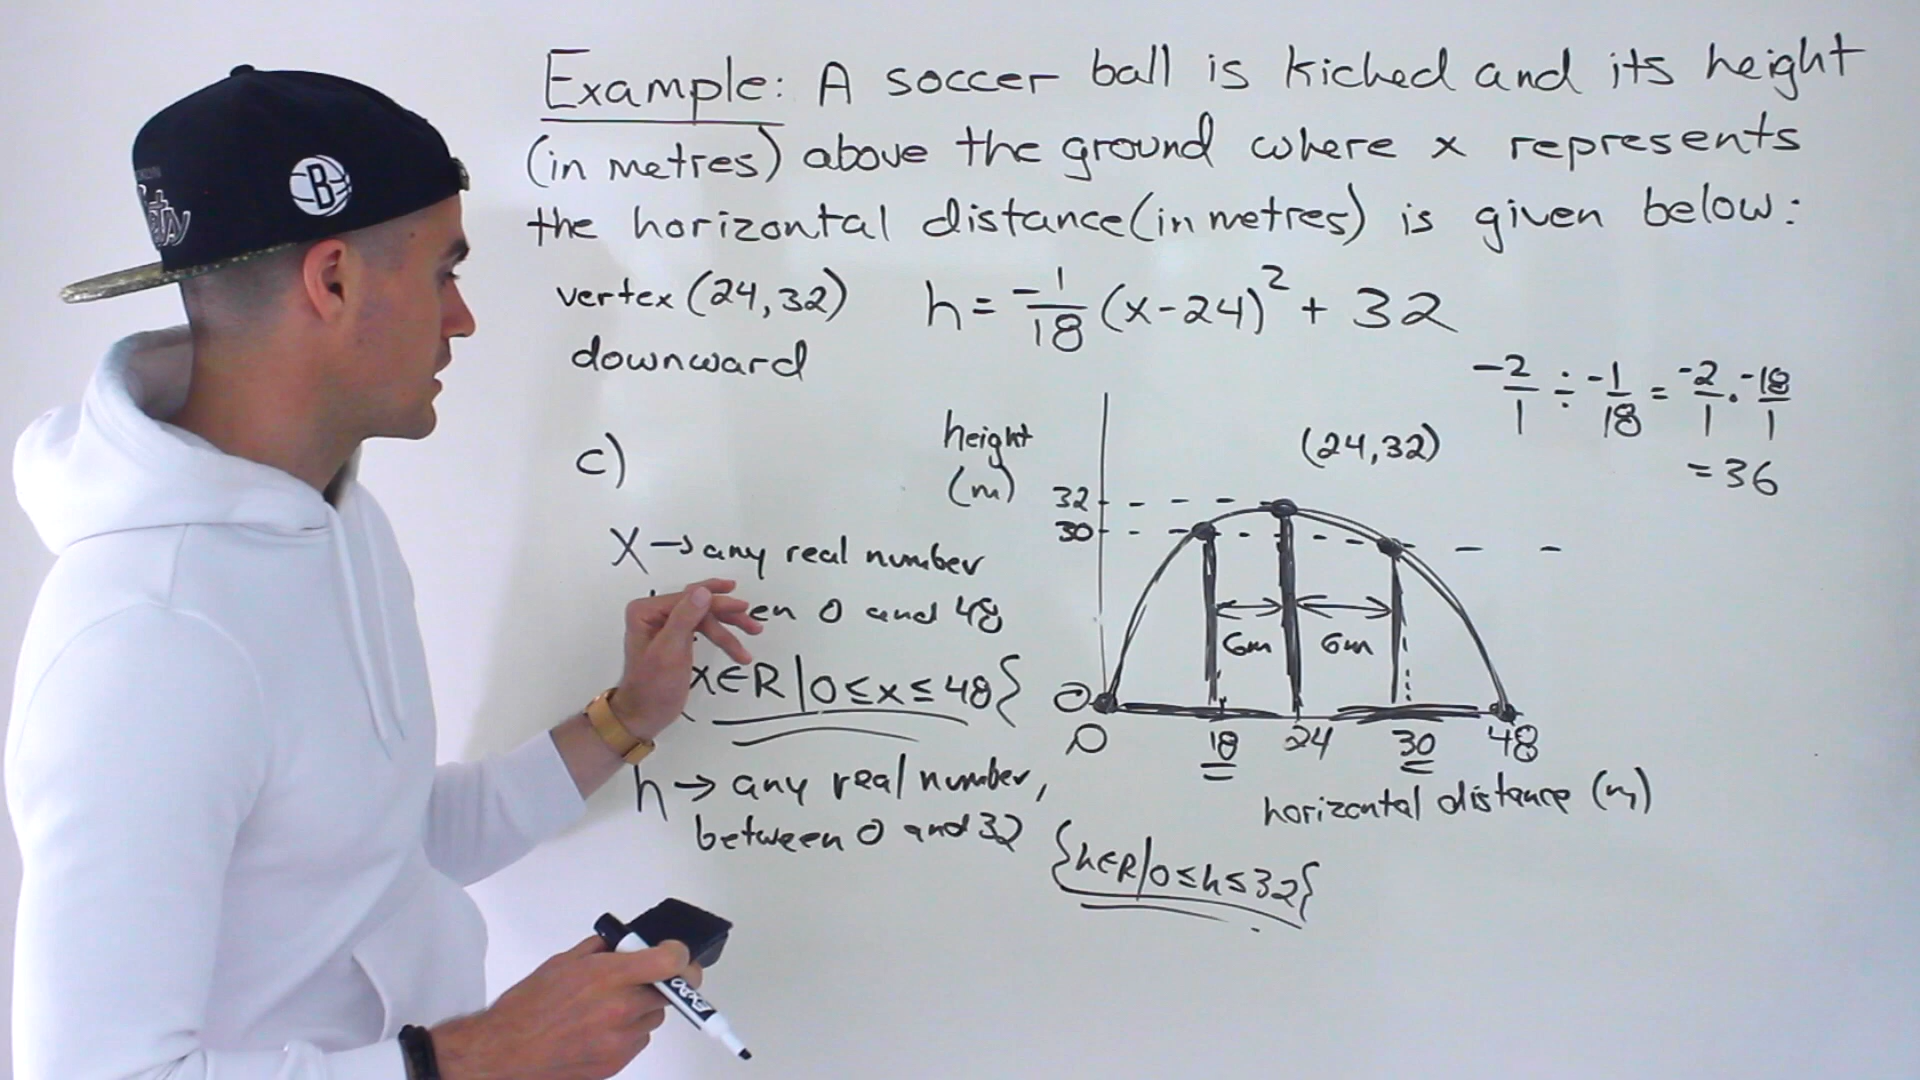 Example: A soccer ball is kicked and its height
(in metres) above the ground where x represents
the horizontal distance (in metres) is given below:
vertex (24,32)
downward
h = -1/18 (x-24)² + 32
-2/1 ÷ -1/18 = -2/1 · -18/1
= 36
c)
height
(m)
(24,32)
32
30
X → any real number
en 0 and 48
x∈R | 0 ≤ x ≤ 48}
h → any real number,
between 0 and 32
{h∈R | 0 ≤ h ≤ 32}
6m 6m
0
0 18 24 30 48
horizontal distance (m)
B
EXPO